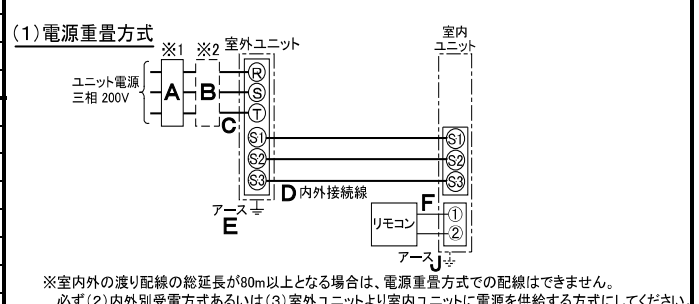 (1)電源重畳方式
※1
※2
室外ユニット
室内
ユニット
ユニット電源
三相 200V
A
B
R
S
T
C
S1
S2
S3
S1
S2
S3
D 内外接続線
アース
E
リモコン
F
①
②
アース
J
※室内外の渡り配線の総延長が80m以上となる場合は、電源重畳方式での配線はできません。
必ず(2)内外別受電方式あるいは(3)室外ユニットより室内ユニットに電源を供給する方式にしてください